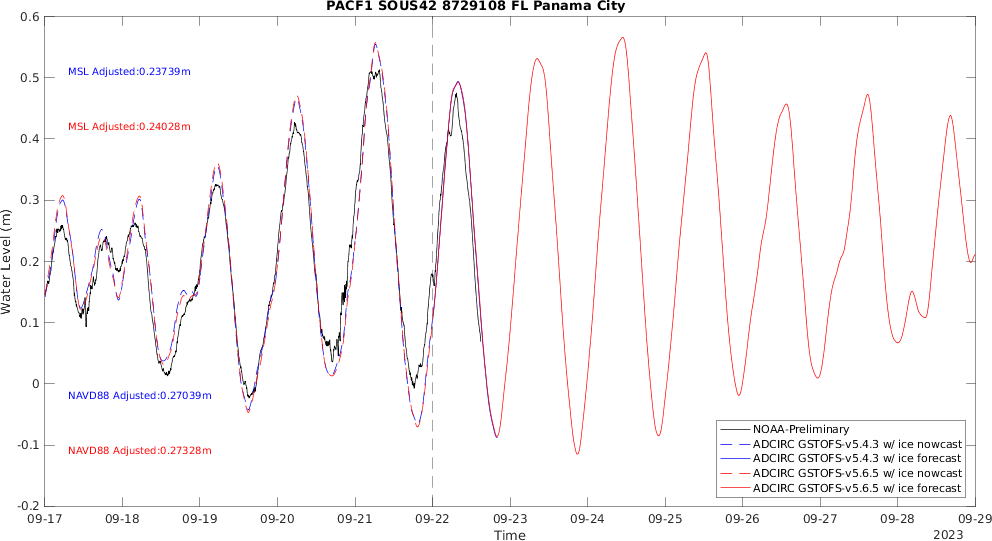 PACF1 SOUS42 8729108 FL Panama City
0.6
0.5
0.4
0.3
0.2
0.1
0
-0.1
-0.2
Water Level (m)
MSL Adjusted:0.23739m
MSL Adjusted:0.24028m
NAVD88 Adjusted:0.27039m
NAVD88 Adjusted:0.27328m
NOAA-Preliminary
ADCIRC GSTOFS-v5.4.3 w/ ice nowcast
ADCIRC GSTOFS-v5.4.3 w/ ice forecast
ADCIRC GSTOFS-v5.6.5 w/ ice nowcast
ADCIRC GSTOFS-v5.6.5 w/ ice forecast
09-17 09-18 09-19 09-20 09-21 09-22 09-23 09-24 09-25 09-26 09-27 09-28 09-29
Time
2023